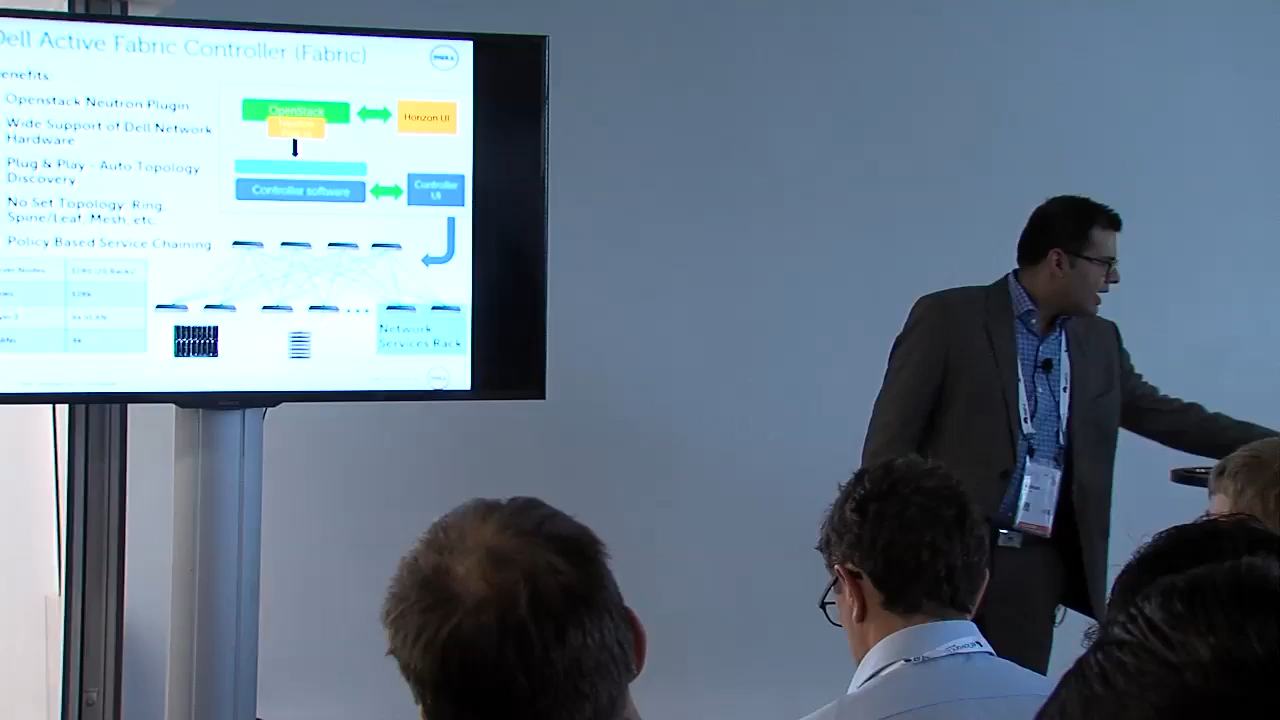 Dell Active Fabric Controller (Fabric)
DELL
enefits
Openstack Neutron Plugin
Wide Support of Dell Network
Hardware
Plug & Play - Auto Topology
Discovery
No Set Topology: Ring,
Spine/Leaf, Mesh, etc.
Policy Based Service Chaining
OpenStack
Horizon UI
Controller software
Controller
UI
Network
Services Rack